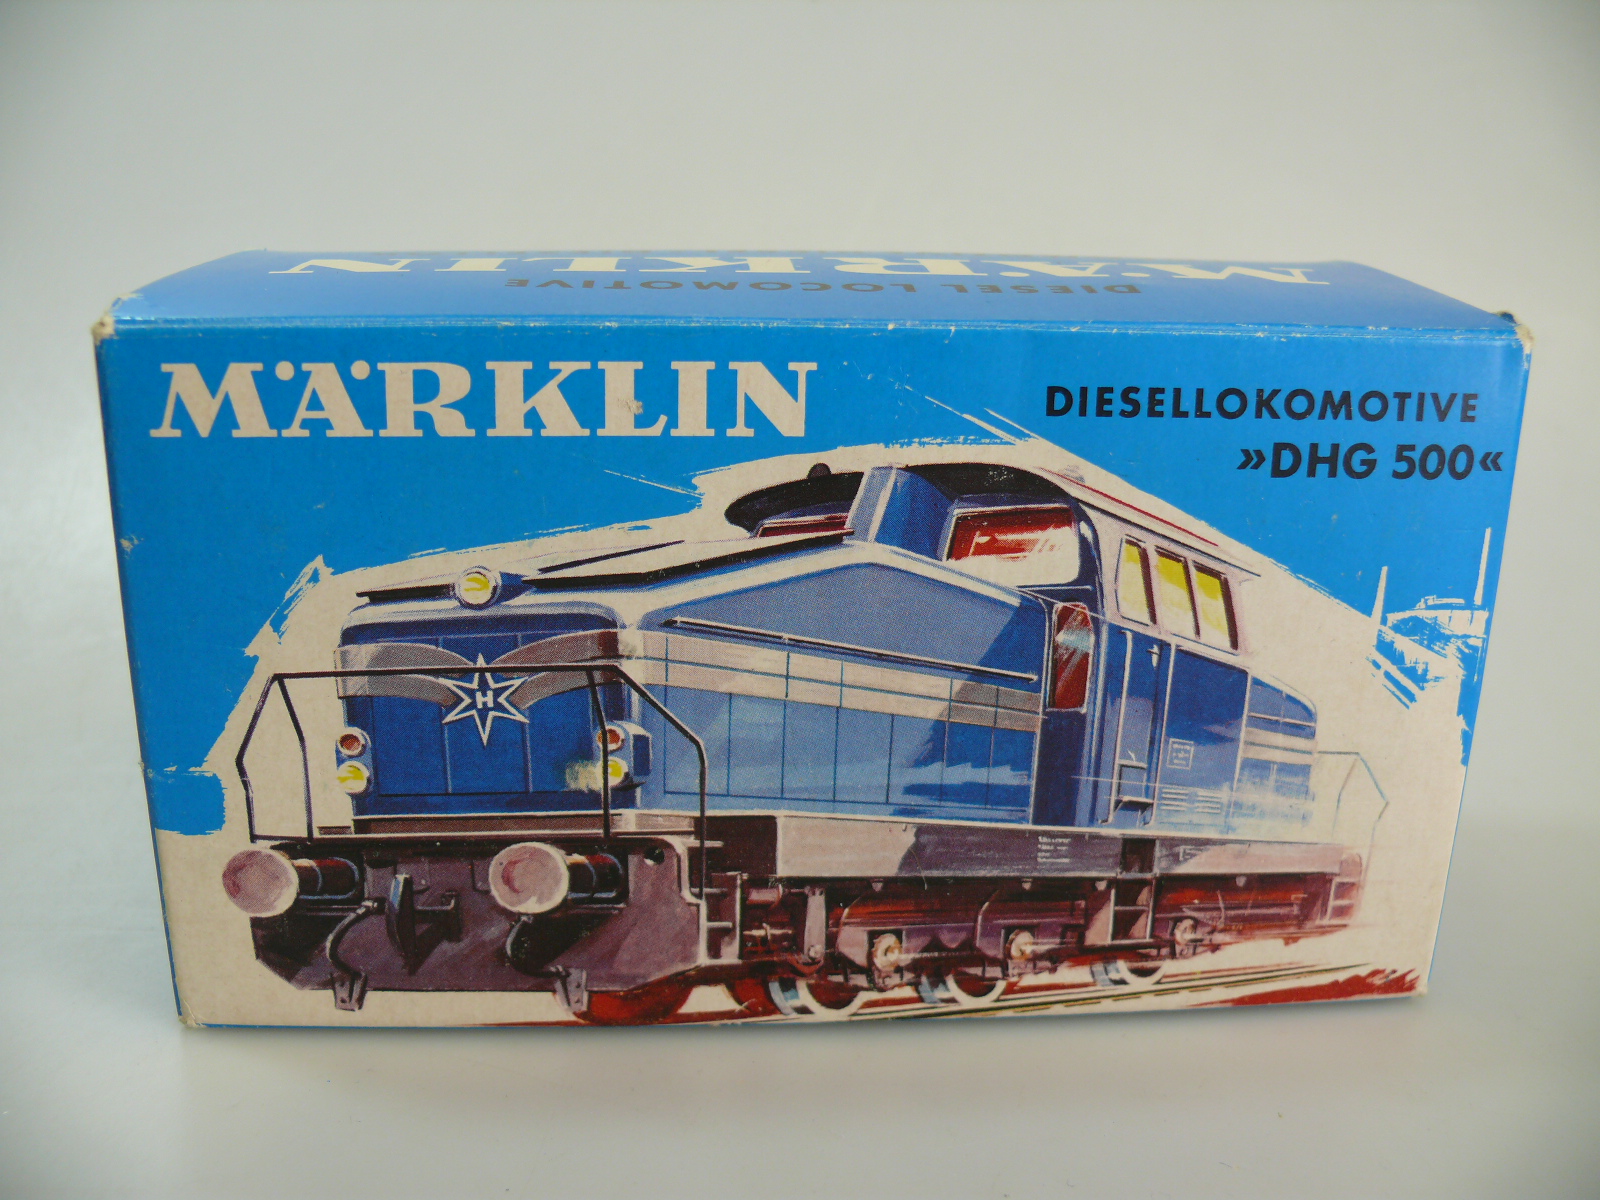 MÄRKLIN
DIESEL LOCOMOTIVE
MÄRKLIN
DIESELLOKOMOTIVE
»DHG 500«
H